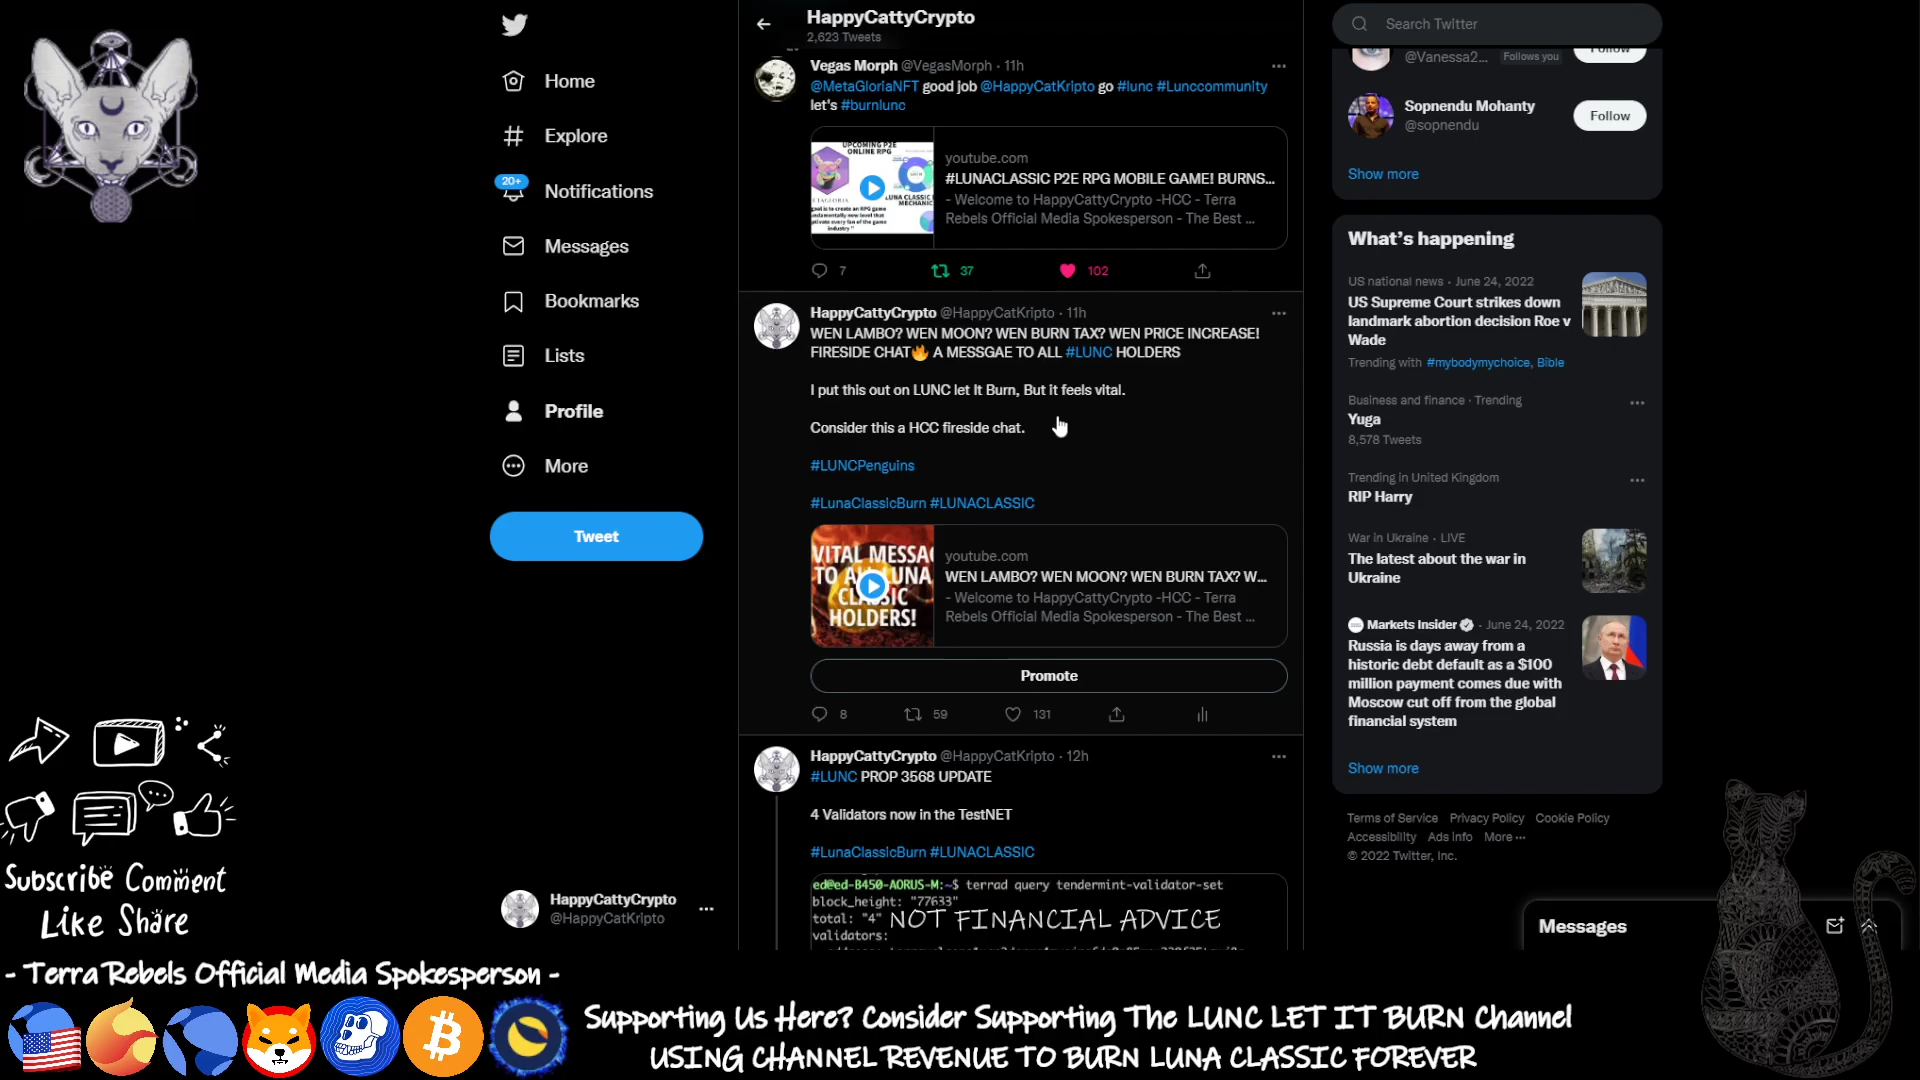 HappyCattyCrypto
2,623 Tweets
Search Twitter
Home
Explore
20+
Notifications
Messages
Bookmarks
Lists
Profile
More
Tweet
HappyCattyCrypto
@HappyCatKripto
Vegas Morph @VegasMorph · 11h
@MetaGloriaNFT good job @HappyCatKripto go #lunc #Lunccommunity
let's #burnlunc
UPCOMING P2E
ONLINE RPG
youtube.com
#LUNACLASSIC P2E RPG MOBILE GAME! BURNS...
- Welcome to HappyCattyCrypto -HCC - Terra
Rebels Official Media Spokesperson - The Best ...
7
37
102
HappyCattyCrypto @HappyCatKripto · 11h
WEN LAMBO? WEN MOON? WEN BURN TAX? WEN PRICE INCREASE!
FIRESIDE CHAT🔥 A MESSGAE TO ALL #LUNC HOLDERS
I put this out on LUNC let It Burn, But it feels vital.
Consider this a HCC fireside chat.
#LUNCPenguins
#LunaClassicBurn #LUNACLASSIC
VITAL MESSA
TO ALL LUNA
CLASSIC
HOLDERS!
youtube.com
WEN LAMBO? WEN MOON? WEN BURN TAX? W...
- Welcome to HappyCattyCrypto -HCC - Terra
Rebels Official Media Spokesperson - The Best ...
Promote
8
59
131
HappyCattyCrypto @HappyCatKripto · 12h
#LUNC PROP 3568 UPDATE
4 Validators now in the TestNET
#LunaClassicBurn #LUNACLASSIC
ed@ed-B450-AORUS-M:~$ terrad query tendermint-validator-set
block_height: "77633"
total: "4"
validators:
NOT FINANCIAL ADVICE
@Vanessa2... Follows you
Follow
Sopnendu Mohanty
@sopnendu
Follow
Show more
What's happening
US national news · June 24, 2022
US Supreme Court strikes down
landmark abortion decision Roe v
Wade
Trending with #mybodymychoice, Bible
Business and finance · Trending
Yuga
8,578 Tweets
Trending in United Kingdom
RIP Harry
War in Ukraine · LIVE
The latest about the war in
Ukraine
Markets Insider · June 24, 2022
Russia is days away from a
historic debt default as a $100
million payment comes due with
Moscow cut off from the global
financial system
Show more
Terms of Service Privacy Policy Cookie Policy
Accessibility Ads info More ···
© 2022 Twitter, Inc.
Messages
Subscribe Comment
Like Share
- Terra Rebels Official Media Spokesperson -
Supporting Us Here? Consider Supporting The LUNC LET IT BURN Channel
USING CHANNEL REVENUE TO BURN LUNA CLASSIC FOREVER